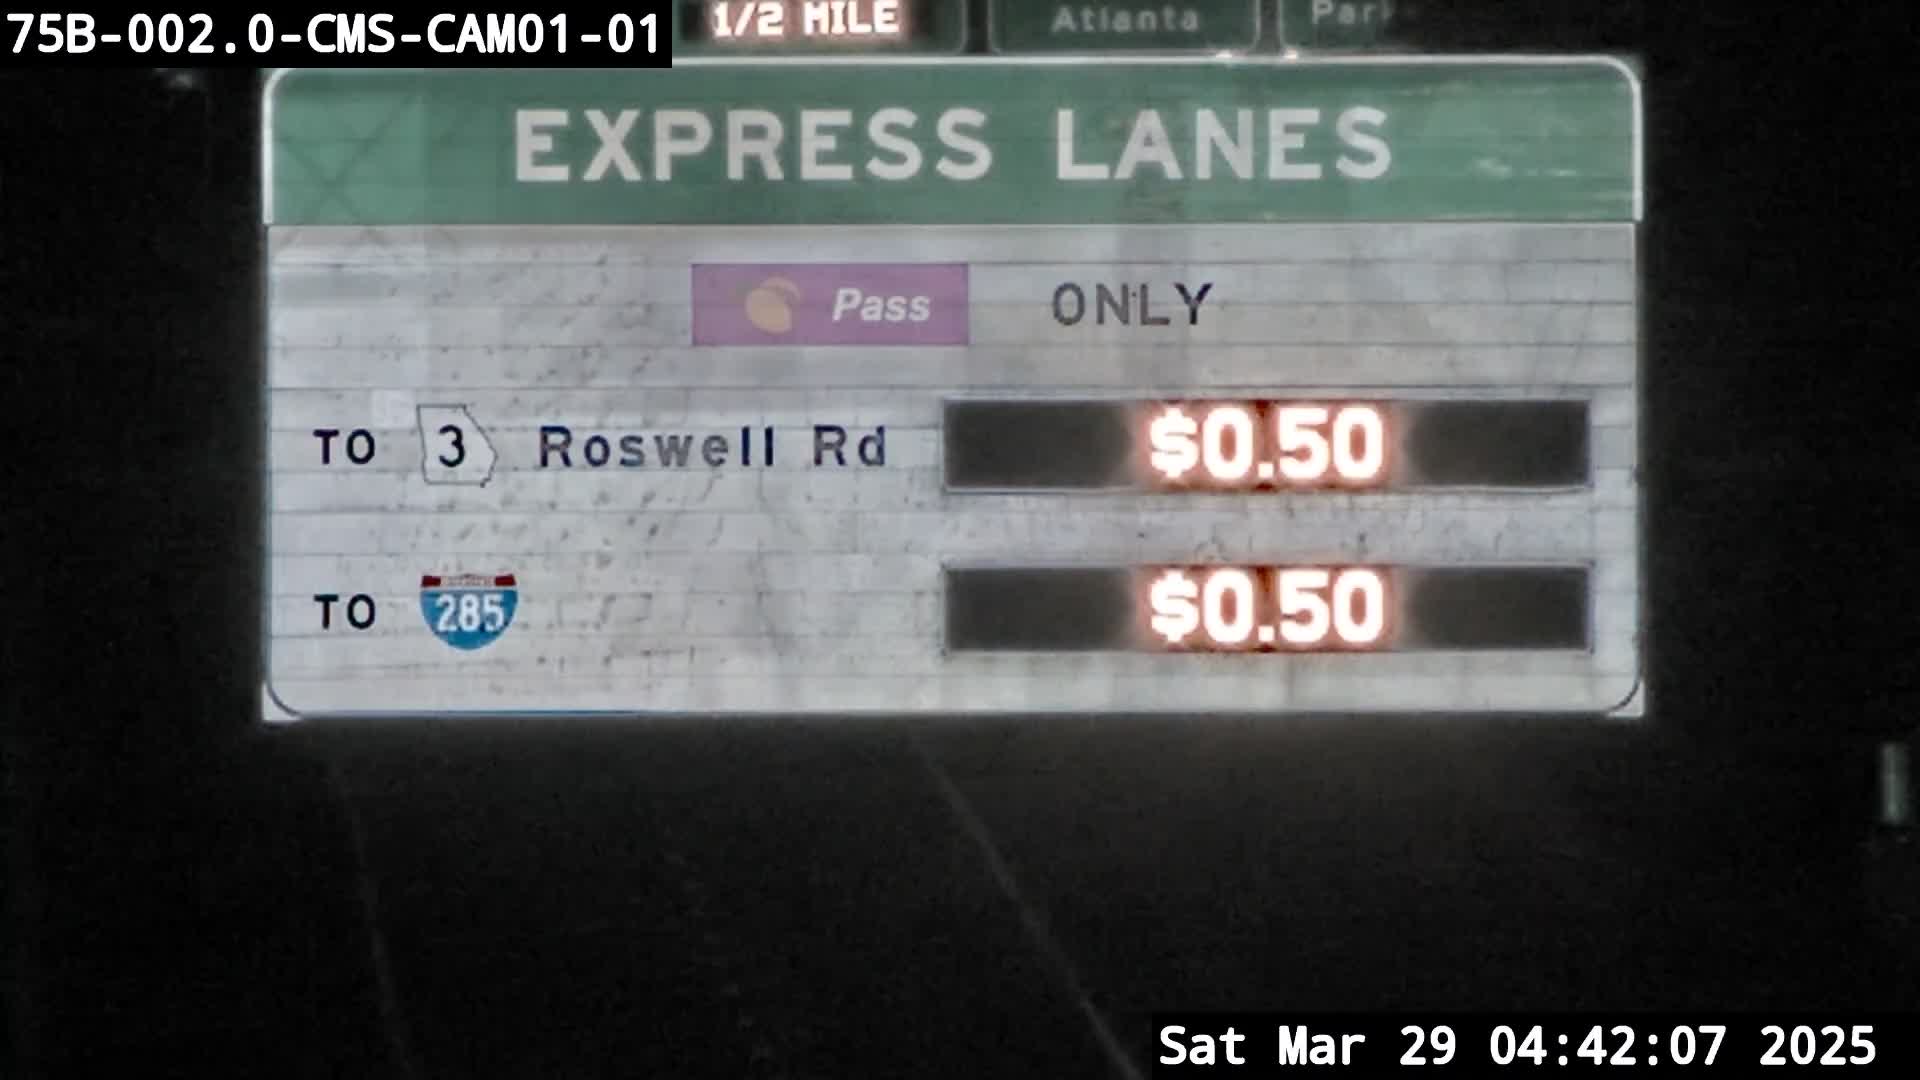 75B-002.0-CMS-CAM01-01
1/2 MILE
Atlanta
EXPRESS LANES
Pass ONLY
TO 3 Roswell Rd $0.50
TO 285 $0.50
Sat Mar 29 04:42:07 2025